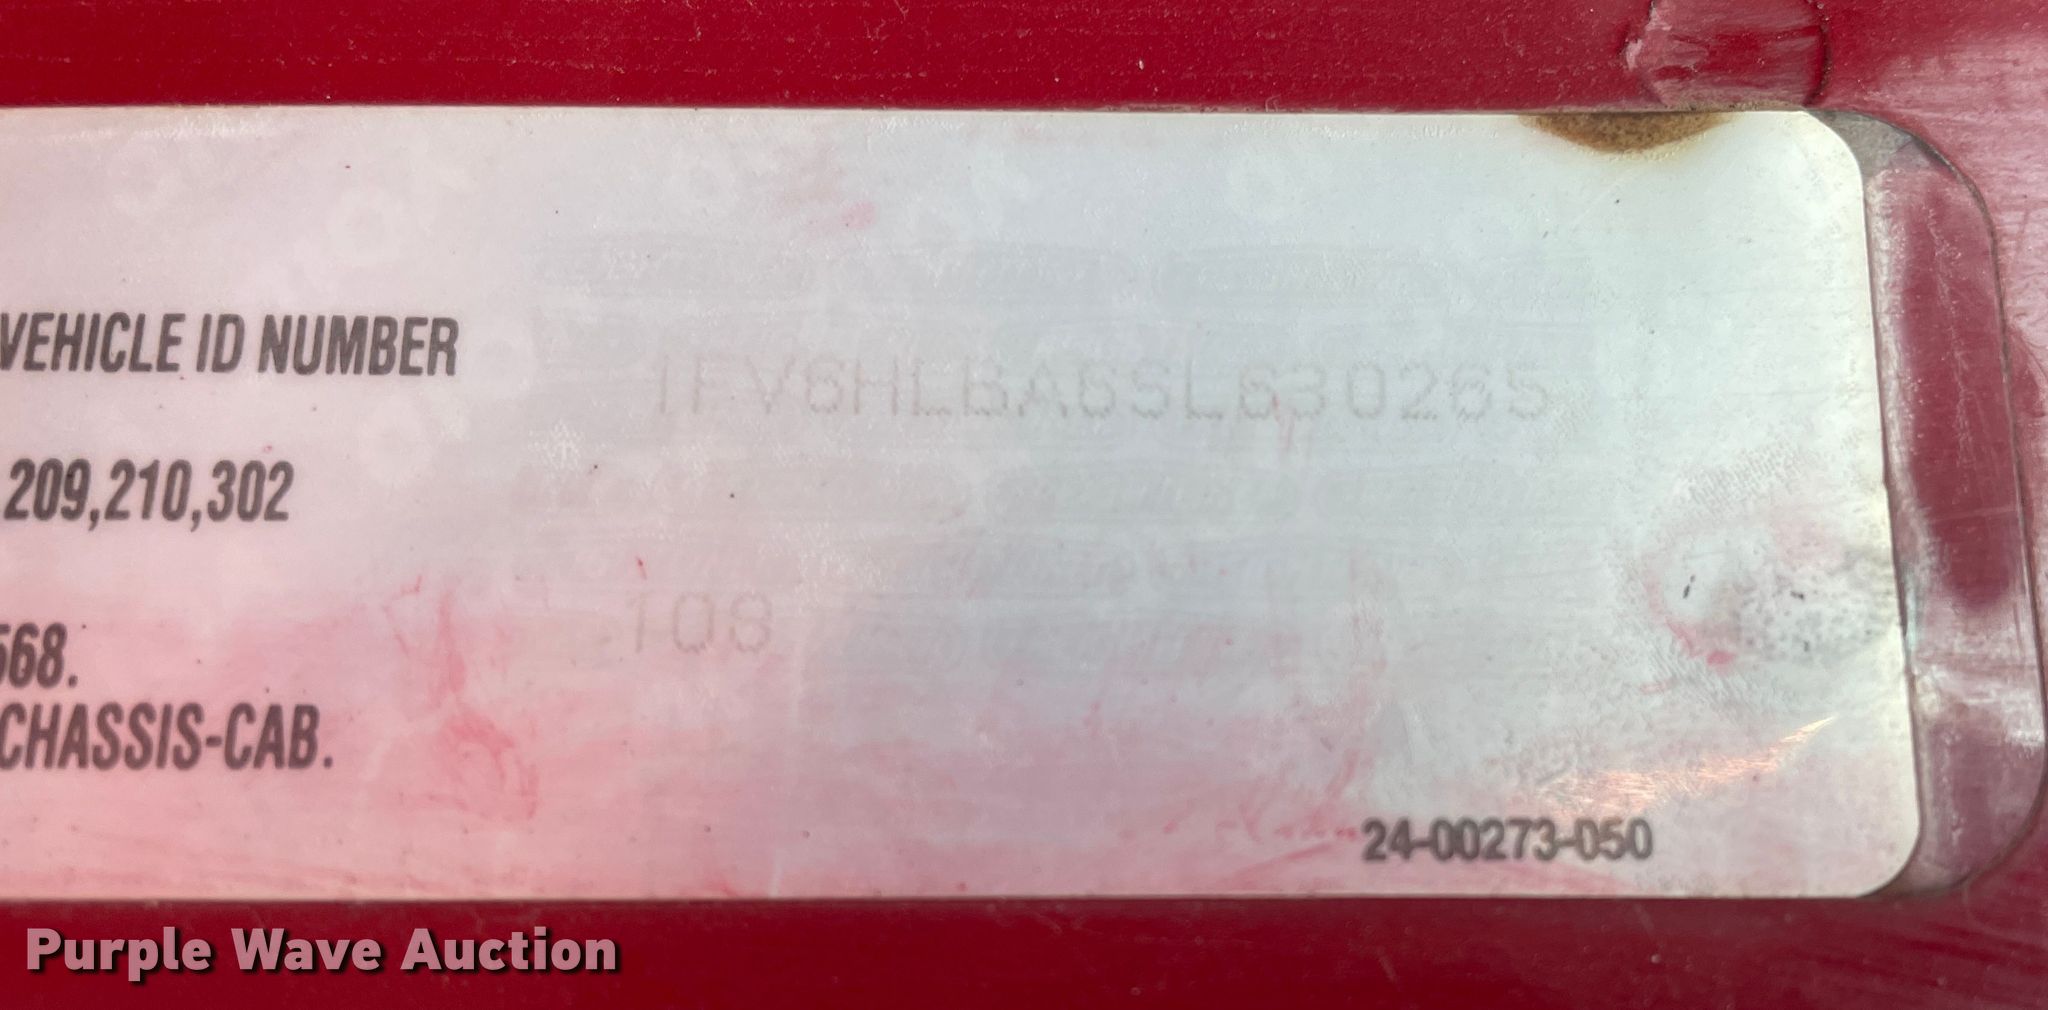 VEHICLE ID NUMBER 1FV6HLBA6SL630265
209,210,302
108
568.
CHASSIS-CAB.
24-00273-050
Purple Wave Auction